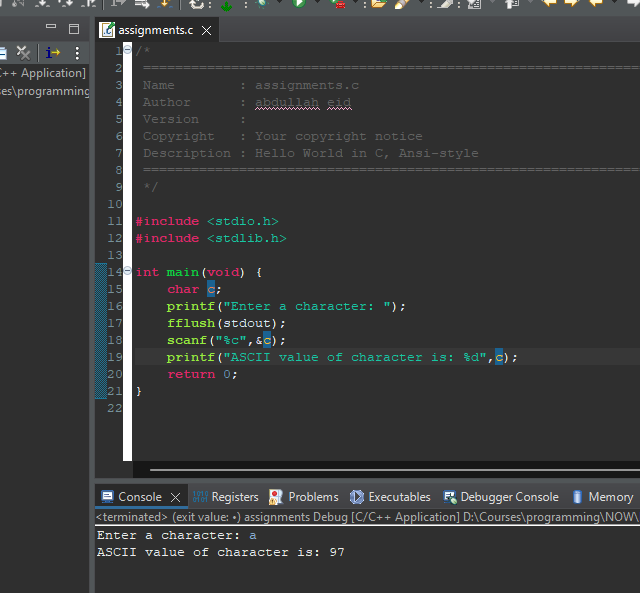 assignments.c
C++ Application]
ses\programming
1 /*
2 ============================================================
3 Name : assignments.c
4 Author : abdullah eid
5 Version :
6 Copyright : Your copyright notice
7 Description : Hello World in C, Ansi-style
8 ============================================================
9 */
10
11 #include <stdio.h>
12 #include <stdlib.h>
13
14 int main(void) {
15 char c;
16 printf("Enter a character: ");
17 fflush(stdout);
18 scanf("%c",&c);
19 printf("ASCII value of character is: %d",c);
20 return 0;
21 }
22
Console Registers Problems Executables Debugger Console Memory
<terminated> (exit value: •) assignments Debug [C/C++ Application] D:\Courses\programming\NOW\
Enter a character: a
ASCII value of character is: 97